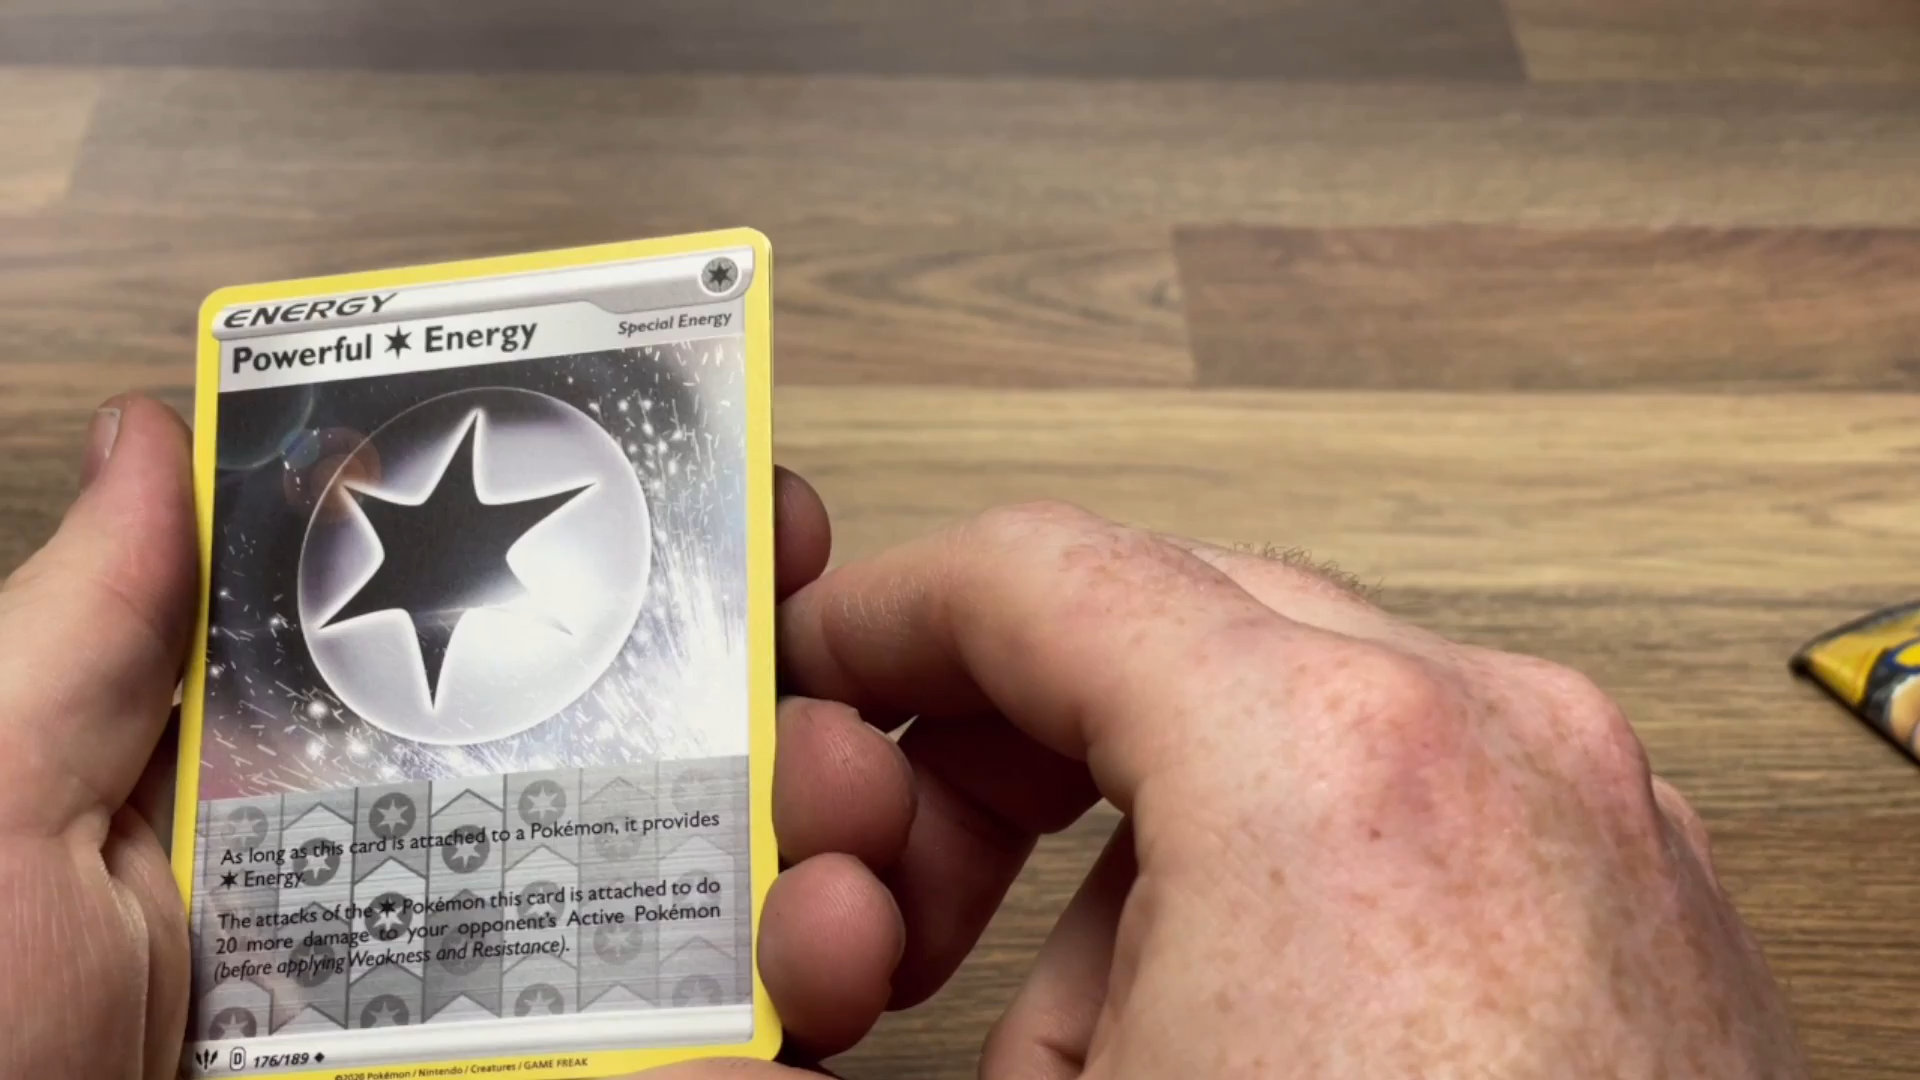 ENERGY
Powerful Energy
Special Energy
As long as this card is attached to a Pokémon, it provides
Energy.
The attacks of the Pokémon this card is attached to do
20 more damage to your opponent's Active Pokémon
(before applying Weakness and Resistance).
D 176/189
©2020 Pokémon / Nintendo / Creatures / GAME FREAK